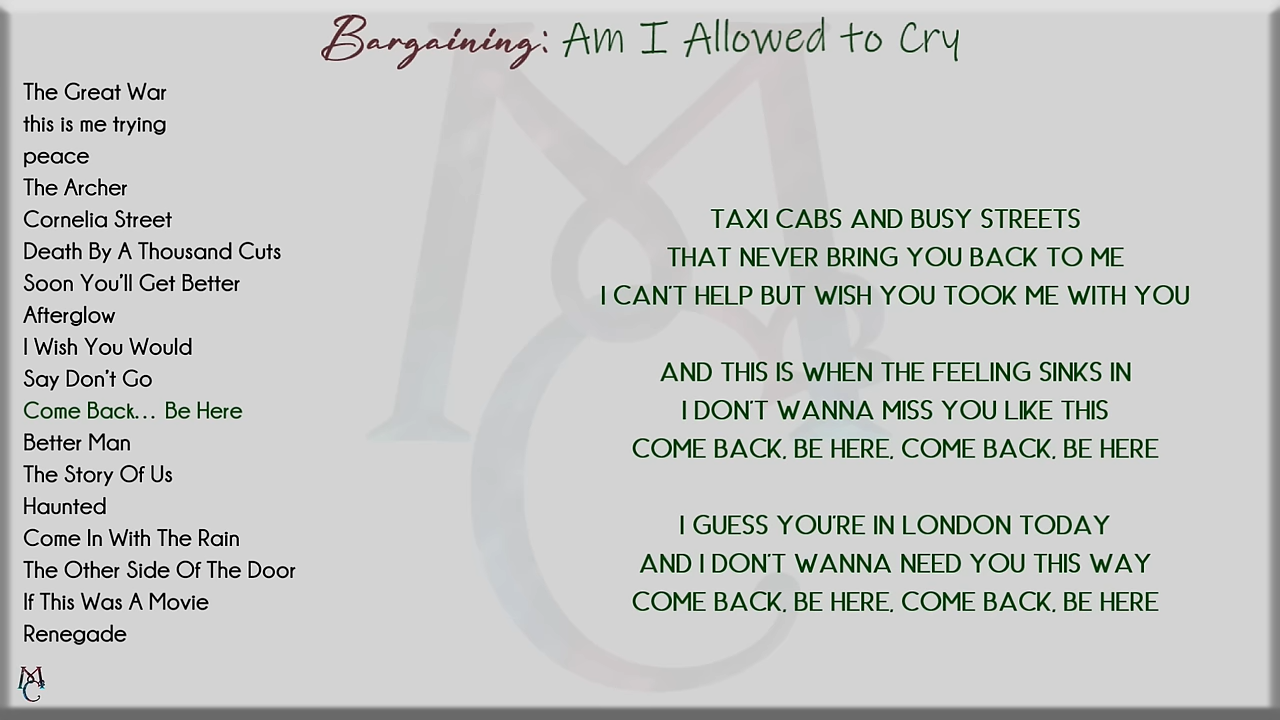 Bargaining: Am I Allowed to Cry
The Great War
this is me trying
peace
The Archer
Cornelia Street
Death By A Thousand Cuts
Soon You'll Get Better
Afterglow
I Wish You Would
Say Don't Go
Come Back... Be Here
Better Man
The Story Of Us
Haunted
Come In With The Rain
The Other Side Of The Door
If This Was A Movie
Renegade
TAXI CABS AND BUSY STREETS
THAT NEVER BRING YOU BACK TO ME
I CAN'T HELP BUT WISH YOU TOOK ME WITH YOU
AND THIS IS WHEN THE FEELING SINKS IN
I DON'T WANNA MISS YOU LIKE THIS
COME BACK, BE HERE, COME BACK, BE HERE
I GUESS YOU'RE IN LONDON TODAY
AND I DON'T WANNA NEED YOU THIS WAY
COME BACK, BE HERE, COME BACK, BE HERE